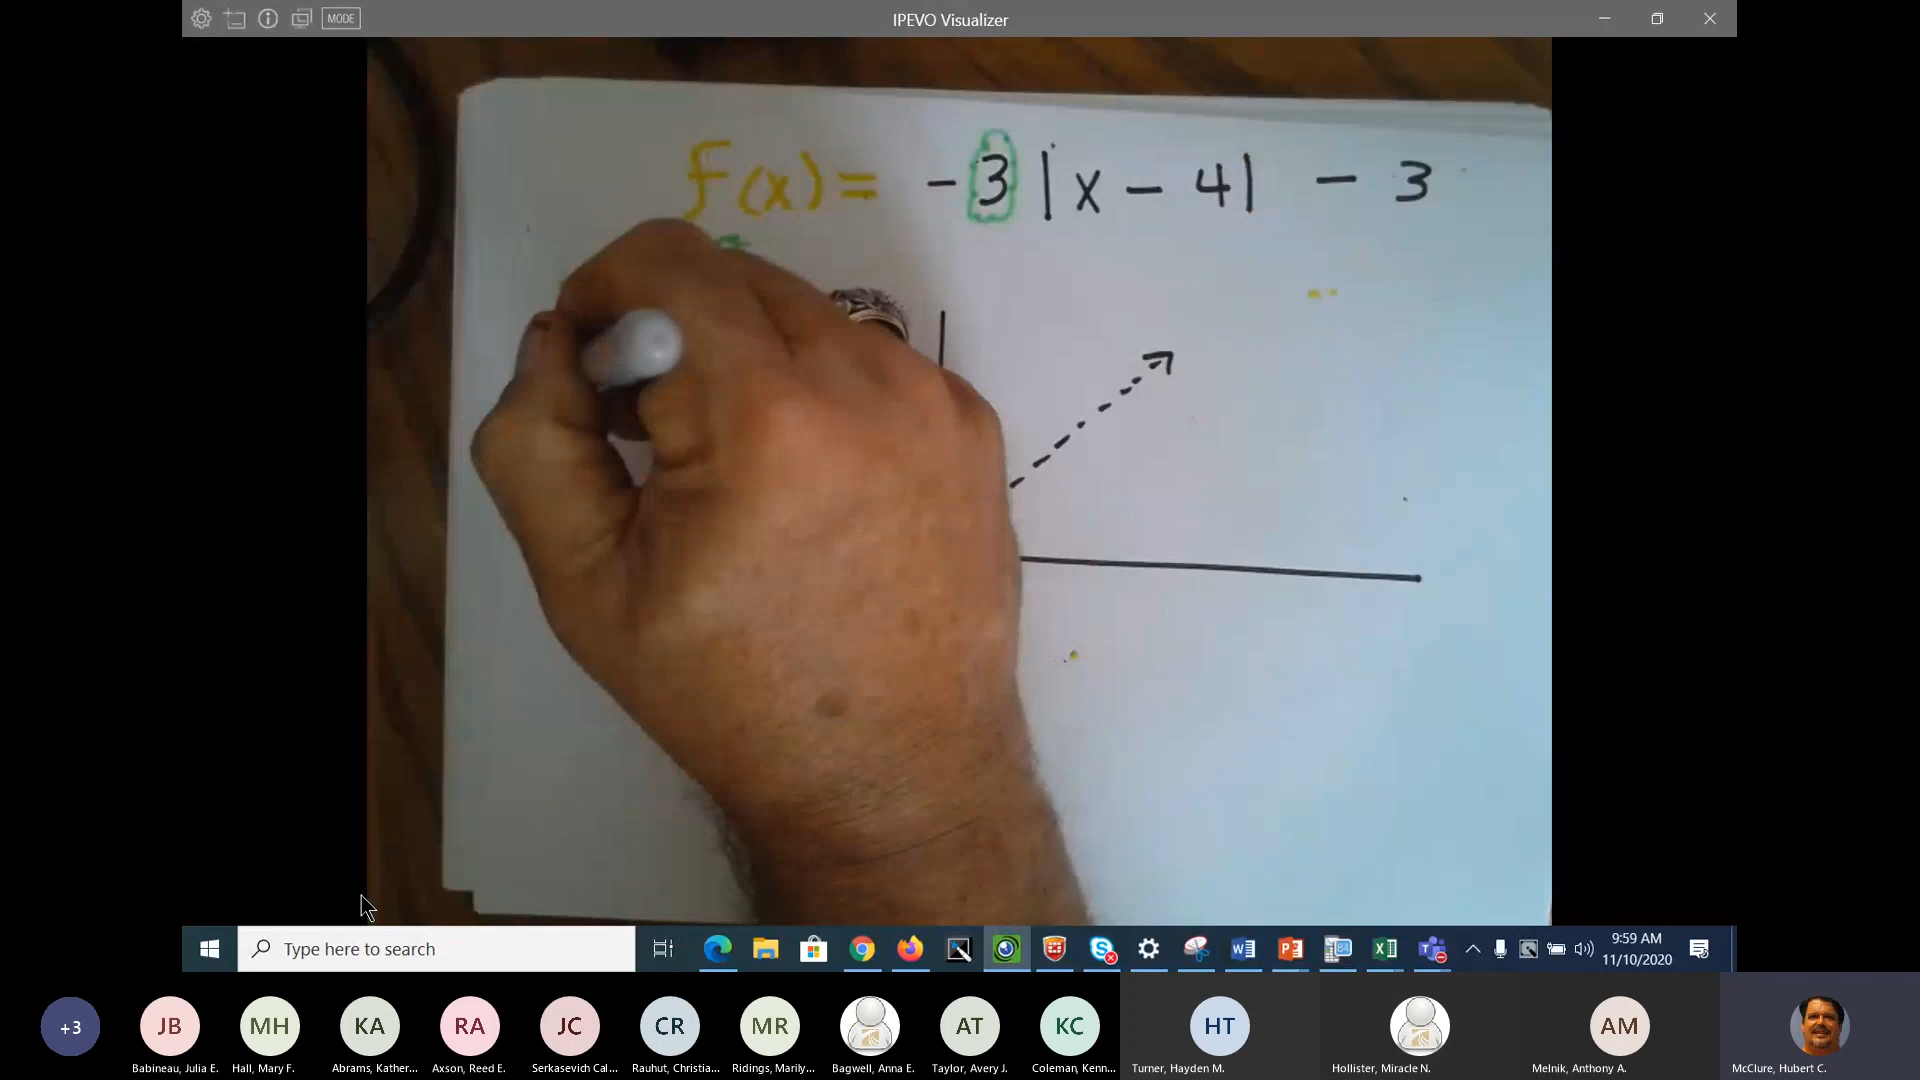 MODE
IPEVO Visualizer
f(x) = -3 |x - 4| - 3
Type here to search
84
9:59 AM
11/10/2020
+3
JB
MH
KA
RA
JC
CR
MR
AT
KC
HT
AM
Babineau, Julia E.
Hall, Mary F.
Abrams, Kather...
Axson, Reed E.
Serkasevich Cal...
Rauhut, Christia...
Ridings, Marily...
Bagwell, Anna E.
Taylor, Avery J.
Coleman, Kenn...
Turner, Hayden M.
Hollister, Miracle N.
Melnik, Anthony A.
McClure, Hubert C.